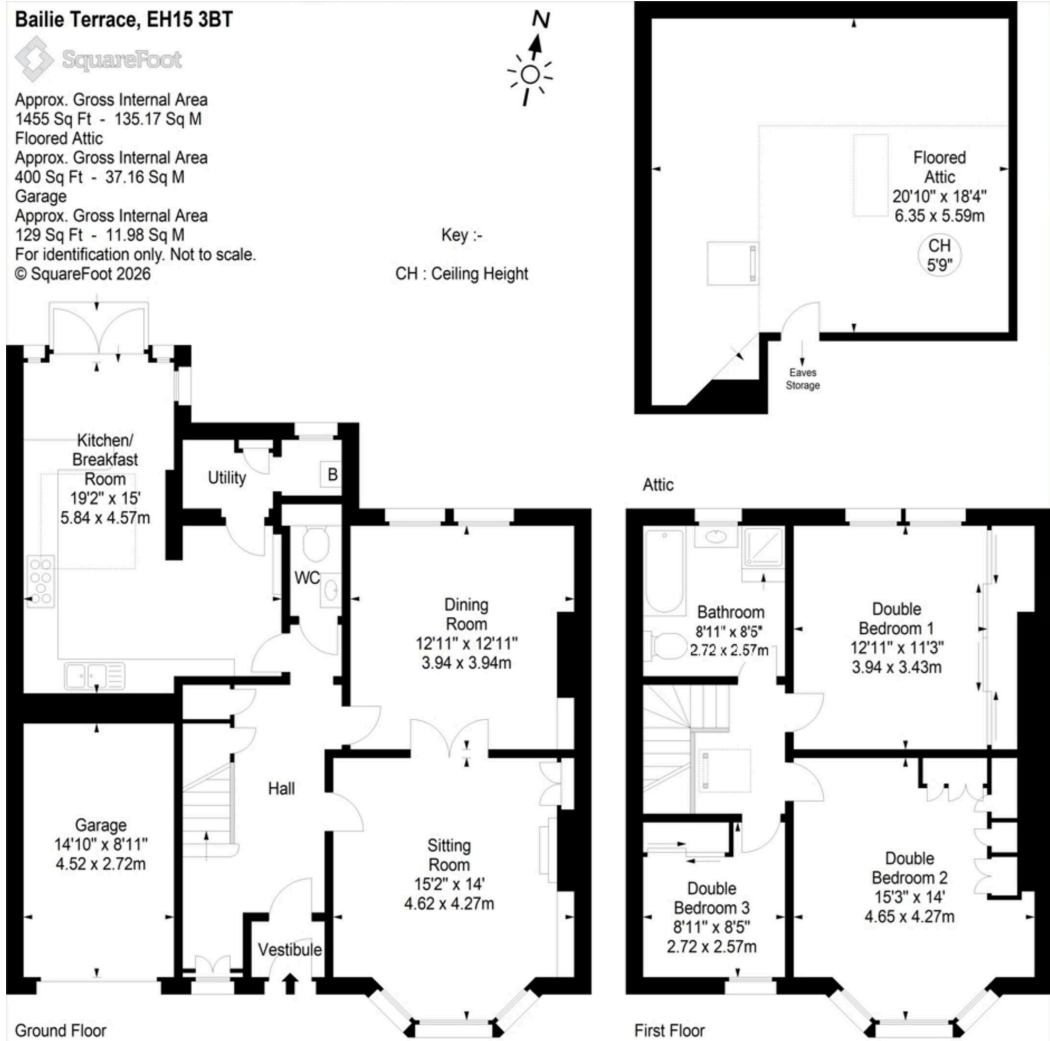 Bailie Terrace, EH15 3BT
SquareFoot
Approx. Gross Internal Area
1455 Sq Ft - 135.17 Sq M
Floored Attic
Approx. Gross Internal Area
400 Sq Ft - 37.16 Sq M
Garage
Approx. Gross Internal Area
129 Sq Ft - 11.98 Sq M
For identification only. Not to scale.
© SquareFoot 2026
N
Key :-
CH : Ceiling Height
Floored
Attic
20'10" x 18'4"
6.35 x 5.59m
CH
5'9"
Eaves
Storage
Attic
Kitchen/
Breakfast
Room
19'2" x 15'
5.84 x 4.57m
Utility
B
WC
Dining
Room
12'11" x 12'11"
3.94 x 3.94m
Hall
Garage
14'10" x 8'11"
4.52 x 2.72m
Sitting
Room
15'2" x 14'
4.62 x 4.27m
Vestibule
Ground Floor
Bathroom
8'11" x 8'5"
2.72 x 2.57m
Double
Bedroom 1
12'11" x 11'3"
3.94 x 3.43m
Double
Bedroom 2
15'3" x 14'
4.65 x 4.27m
Double
Bedroom 3
8'11" x 8'5"
2.72 x 2.57m
First Floor